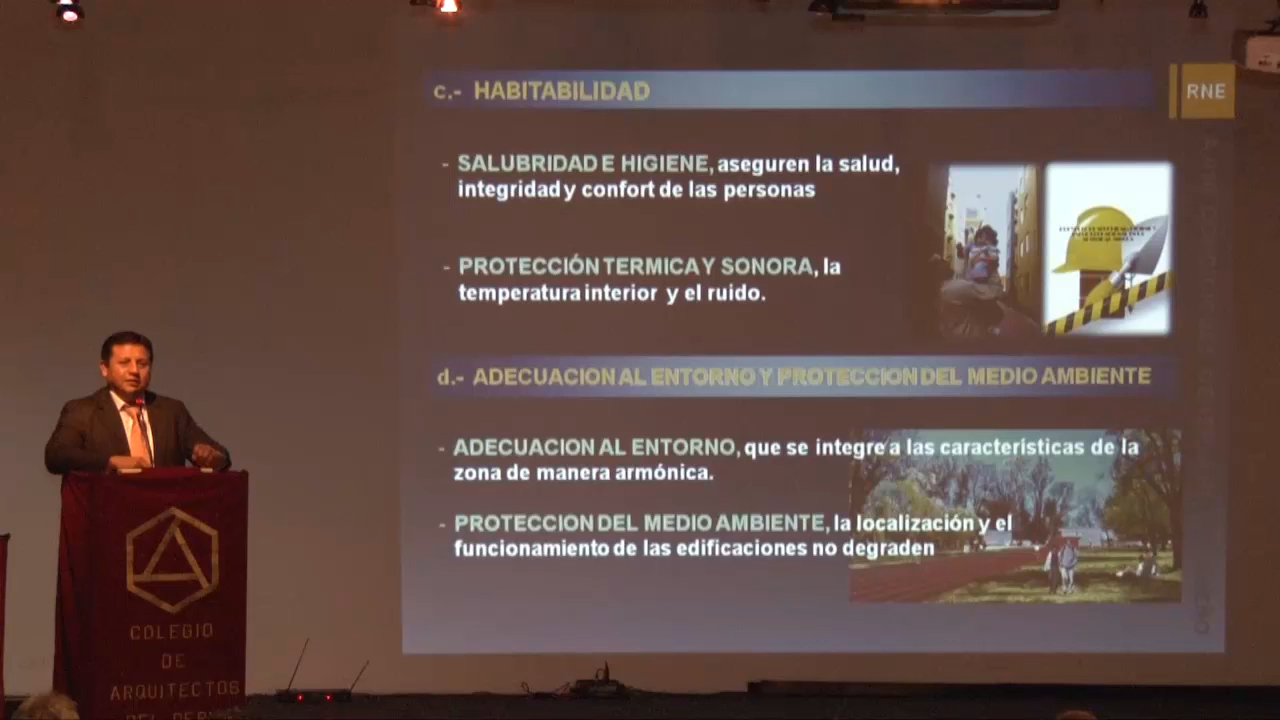 c.- HABITABILIDAD
RNE
- SALUBRIDAD E HIGIENE, aseguren la salud,
integridad y confort de las personas
- PROTECCIÓN TERMICA Y SONORA, la
temperatura interior y el ruido.
d.- ADECUACION AL ENTORNO Y PROTECCION DEL MEDIO AMBIENTE
- ADECUACION AL ENTORNO, que se integre a las características de la
zona de manera armónica.
- PROTECCION DEL MEDIO AMBIENTE, la localización y el
funcionamiento de las edificaciones no degraden
COLEGIO
DE
ARQUITECTOS
DEL PERU